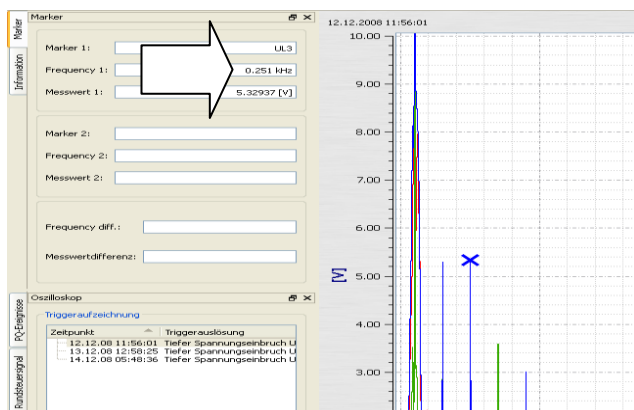 Marker
Marker
Information
Marker 1: UL3
Frequency 1: 0.251 kHz
Messwert 1: 5.32937 [V]
Marker 2:
Frequency 2:
Messwert 2:
Frequency diff.:
Messwertdifferenz:
PQ-Ereignisse
Rundsteuersignal
Oszilloskop
Triggeraufzeichnung
Zeitpunkt Triggerauslösung
12.12.08 11:56:01 Tiefer Spannungseinbruch U
13.12.08 12:58:25 Tiefer Spannungseinbruch U
14.12.08 05:48:36 Tiefer Spannungseinbruch U
12.12.2008 11:56:01
10.00
9.00
8.00
7.00
6.00
5.00
4.00
3.00
[V]